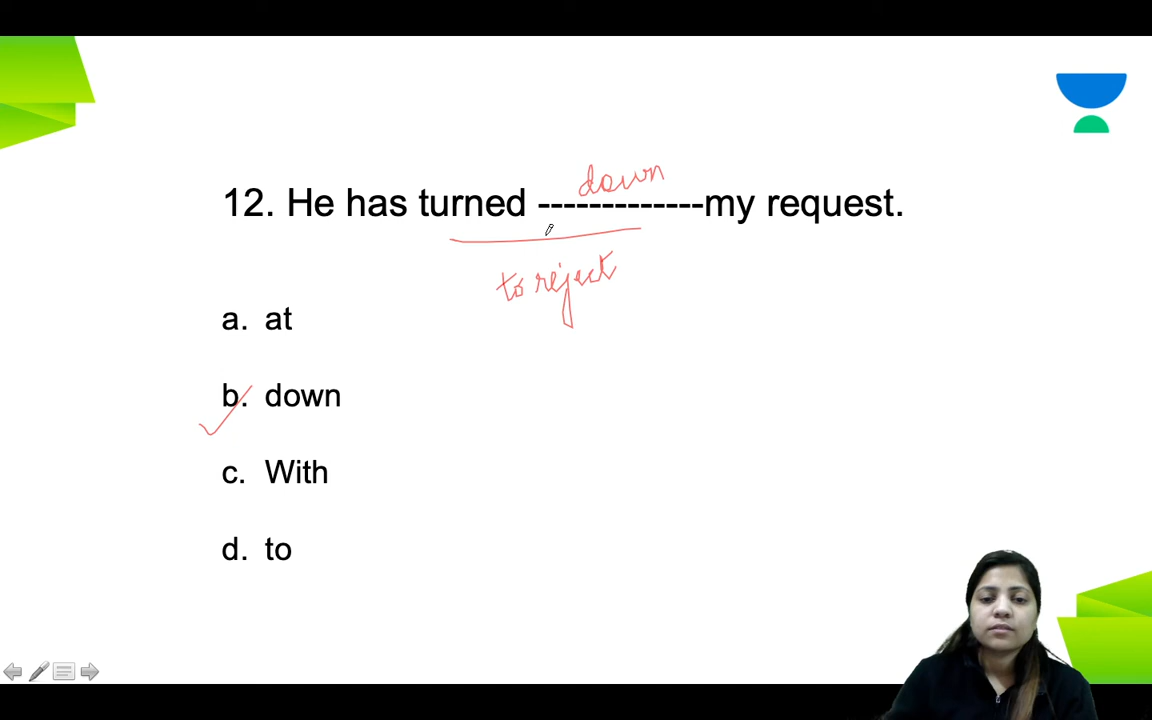 down
12. He has turned -------------my request.
to reject
a. at
b. down
c. With
d. to